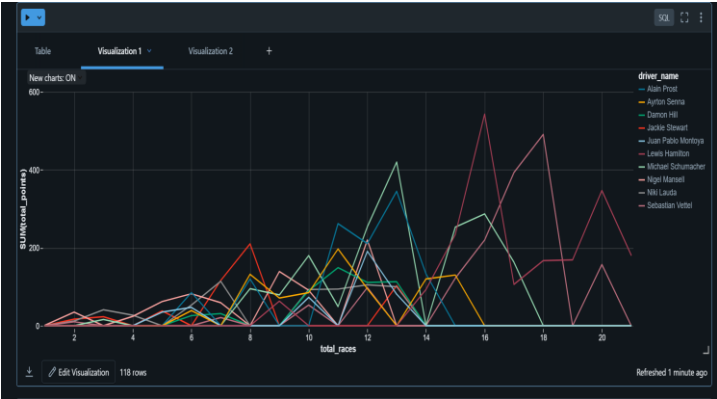 SQL
Table Visualization 1 Visualization 2 +
New charts: ON
driver_name
Alain Prost
Ayrton Senna
Damon Hill
Jackie Stewart
Juan Pablo Montoya
Lewis Hamilton
Michael Schumacher
Nigel Mansell
Niki Lauda
Sebastian Vettel
SUM(total_points)
600
400
200
0
2 4 6 8 10 12 14 16 18 20
total_races
Edit Visualization 118 rows Refreshed 1 minute ago